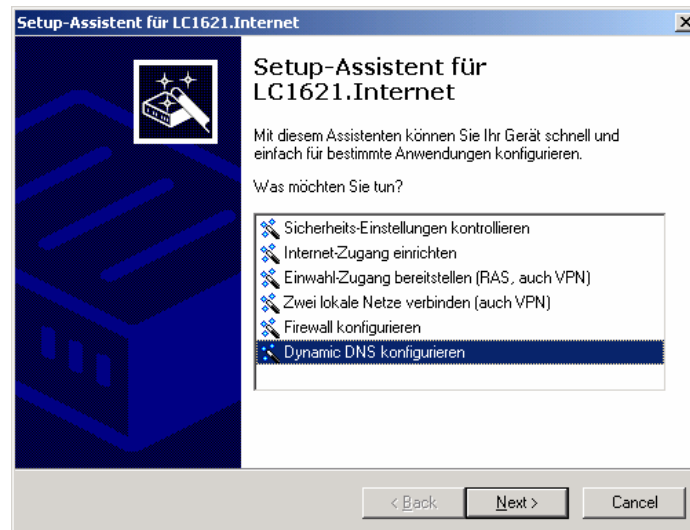 Setup-Assistent für LC1621.Internet
Setup-Assistent für
LC1621.Internet
Mit diesem Assistenten können Sie Ihr Gerät schnell und
einfach für bestimmte Anwendungen konfigurieren.
Was möchten Sie tun?
Sicherheits-Einstellungen kontrollieren
Internet-Zugang einrichten
Einwahl-Zugang bereitstellen (RAS, auch VPN)
Zwei lokale Netze verbinden (auch VPN)
Firewall konfigurieren
Dynamic DNS konfigurieren
< Back Next > Cancel